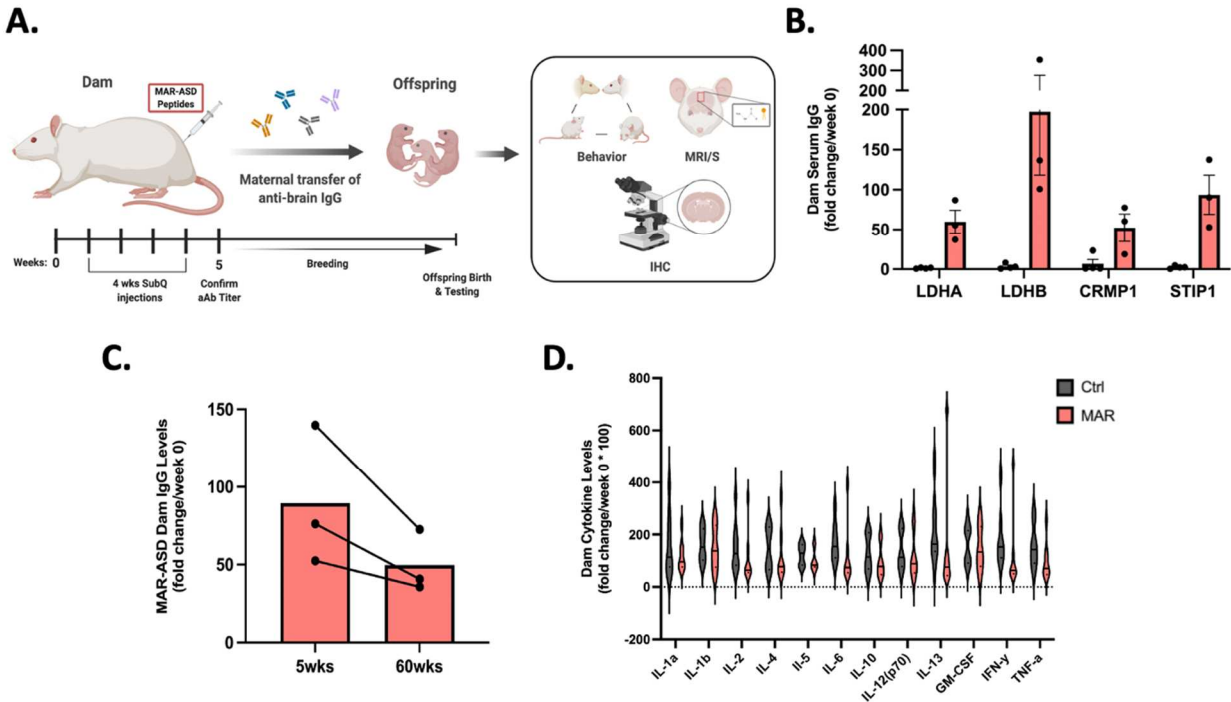 A.
Dam
MAR-ASD
Peptides
Offspring
Maternal transfer of
anti-brain IgG
Behavior
MRI/S
IHC
Weeks: 0
5
4 wks SubQ
injections
Confirm
aAb Titer
Breeding
Offspring Birth
& Testing
B.
Dam Serum IgG
(fold change/week 0)
400
300
200
200
150
100
50
0
LDHA
LDHB
CRMP1
STIP1
C.
MAR-ASD Dam IgG Levels
(fold change/week 0)
150
100
50
0
5wks
60wks
D.
Dam Cytokine Levels
(fold change/week 0 * 100)
800
600
400
200
0
-200
IL-1a
IL-1b
IL-2
IL-4
Il-5
IL-6
IL-10
IL-12(p70)
IL-13
GM-CSF
IFN-y
TNF-a
Ctrl
MAR